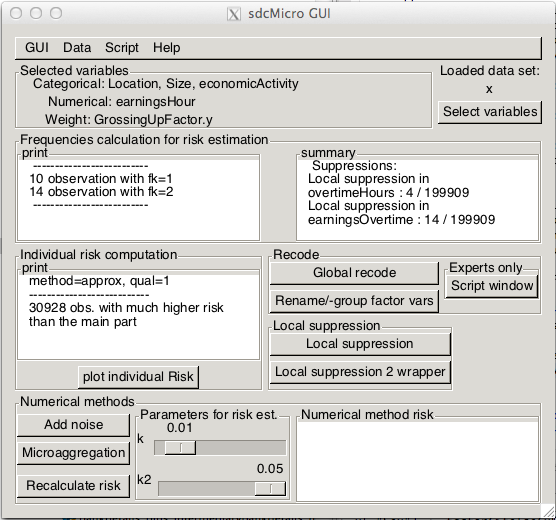 sdcMicro GUI
GUI Data Script Help
Selected variables
Categorical: Location, Size, economicActivity
Numerical: earningsHour
Weight: GrossingUpFactor.y
Loaded data set:
x
Select variables
Frequencies calculation for risk estimation
print
---------------------------
10 observation with fk=1
14 observation with fk=2
---------------------------
summary
Suppressions:
Local suppression in
overtimeHours : 4 / 199909
Local suppression in
earningsOvertime : 14 / 199909
Individual risk computation
print
method=approx, qual=1
----------------------------
30928 obs. with much higher risk
than the main part
plot individual Risk
Recode
Global recode
Rename/-group factor vars
Experts only
Script window
Local suppression
Local suppression
Local suppression 2 wrapper
Numerical methods
Add noise
Microaggregation
Recalculate risk
Parameters for risk est.
0.01
k
0.05
k2
Numerical method risk